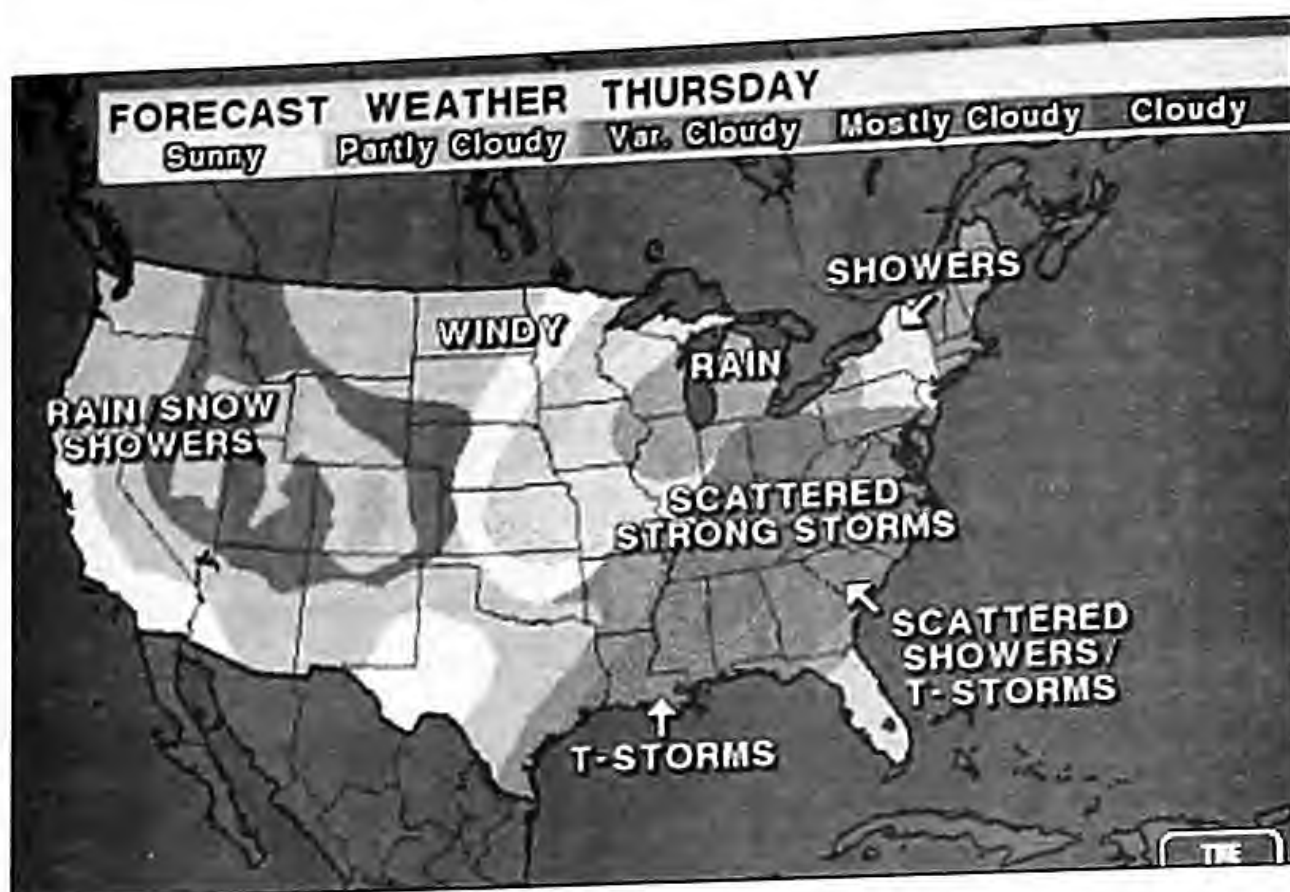 FORECAST WEATHER THURSDAY
Sunny Partly Cloudy Var. Cloudy Mostly Cloudy Cloudy
SHOWERS
WINDY
RAIN
RAIN/SNOW
SHOWERS
SCATTERED
STRONG STORMS
SCATTERED
SHOWERS/
T-STORMS
T-STORMS
THE